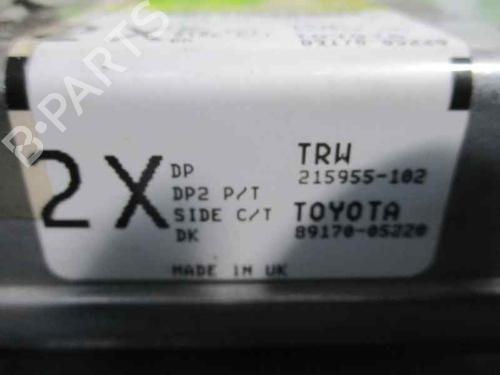 B-PARTS
2X
DP
DP2 P/T
SIDE C/T
DK
TRW
215955-102
TOYOTA
89170-05220
MADE IN UK